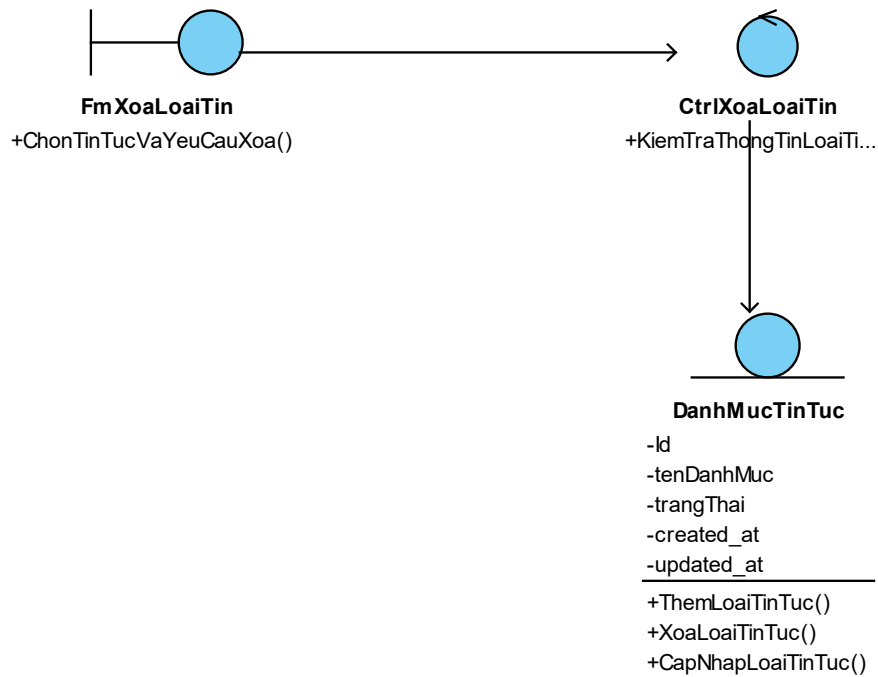 FmXoaLoaiTin
+ChonTinTucVaYeuCauXoa()
CtrlXoaLoaiTin
+KiemTraThongTinLoaiTi...
DanhMucTinTuc
-Id
-tenDanhMuc
-trangThai
-created_at
-updated_at
+ThemLoaiTinTuc()
+XoaLoaiTinTuc()
+CapNhapLoaiTinTuc()